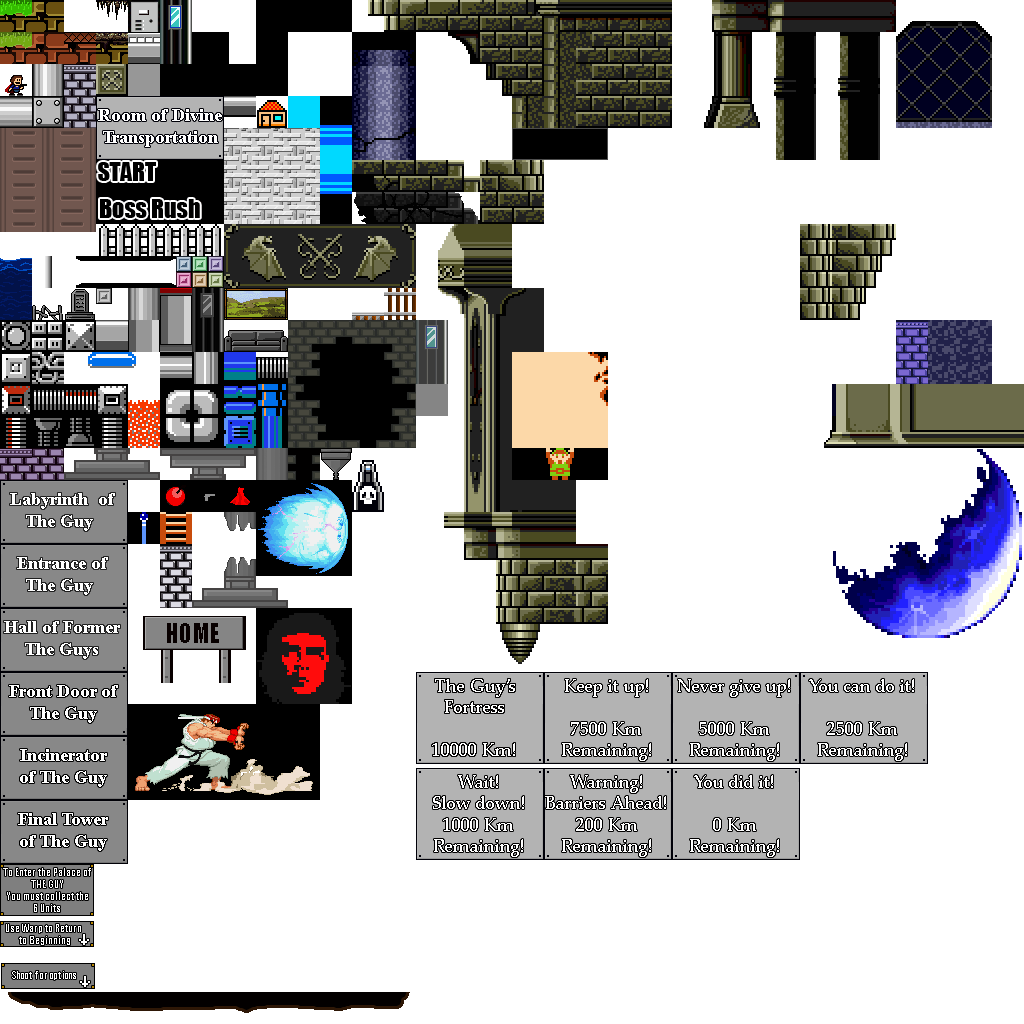 Room of Divine
Transportation
START
Boss Rush
Labyrinth of
The Guy
Entrance of
The Guy
HOME
Hall of Former
The Guys
Front Door of
The Guy
Incinerator
of The Guy
Final Tower
of The Guy
The Guy's
Fortress
10000 Km!
Keep it up!
7500 Km
Remaining!
Never give up!
5000 Km
Remaining!
You can do it!
2500 Km
Remaining!
Wait!
Slow down!
1000 Km
Remaining!
Warning!
Barriers Ahead!
200 Km
Remaining!
You did it!
0 Km
Remaining!
To Enter the Palace of
THE GUY
You must collect the
6 Units
Use Warp to Return
to Beginning
Shoot for options